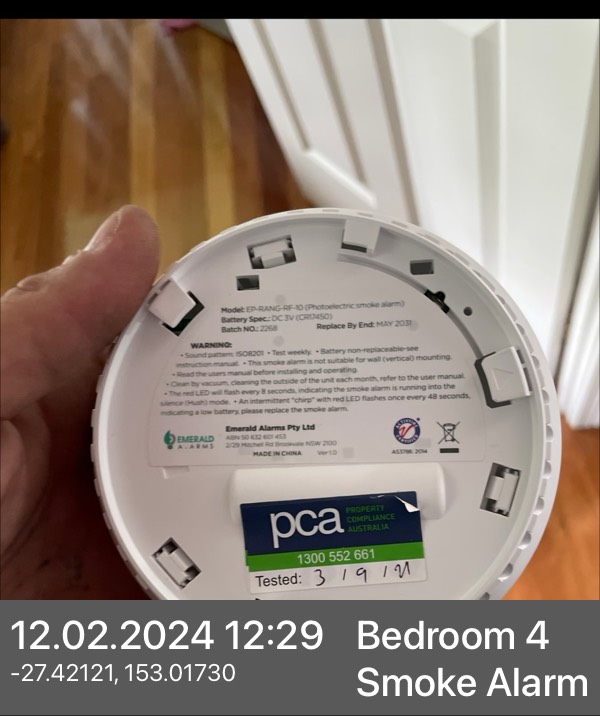 Model: EP-RANG-RF-10 (Photoelectric smoke alarm)
Battery Spec.: DC 3V (CR17450)
Batch NO.: 2268 Replace By End: MAY 2031
WARNING:
• Sound pattern: ISO8201 • Test weekly. • Battery non-replaceable-see
instruction manual. • This smoke alarm is not suitable for wall (vertical) mounting.
• Read the users manual before installing and operating.
• Clean by vacuum, cleaning the outside of the unit each month, refer to the user manual.
• The red LED will flash every 8 seconds, indicating the smoke alarm is running into the
silence (Hush) mode. • An intermittent "chirp" with red LED flashes once every 48 seconds,
indicating a low battery, please replace the smoke alarm.
EMERALD
ALARMS
Emerald Alarms Pty Ltd
ABN 50 632 601 453
2/29 Mitchell Rd Brookvale NSW 2100
MADE IN CHINA Ver1.0
AS3786. 2014
pca PROPERTY
COMPLIANCE
AUSTRALIA
1300 552 661
Tested: 3 / 9 / 21
12.02.2024 12:29
-27.42121, 153.01730
Bedroom 4
Smoke Alarm